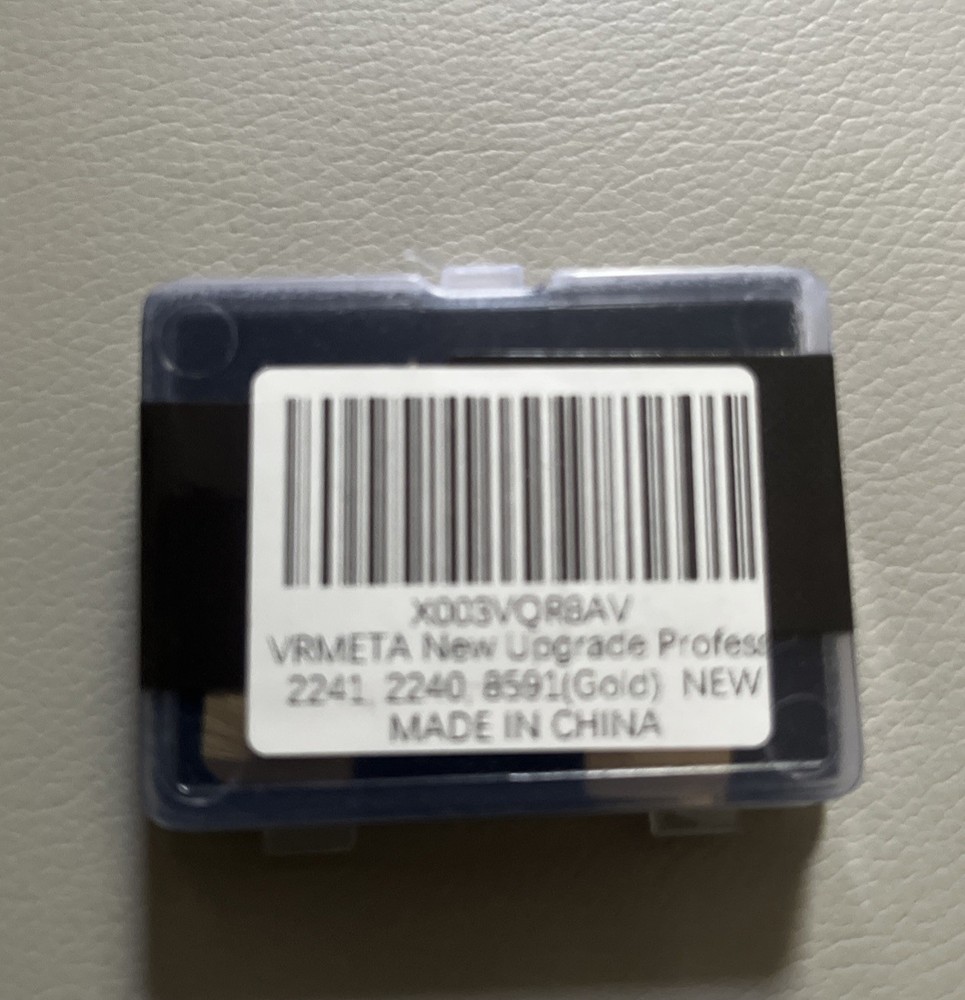 X003VQR8AV
VRMETA New Upgrade Profess
2241, 2240, 8591(Gold) NEW
MADE IN CHINA